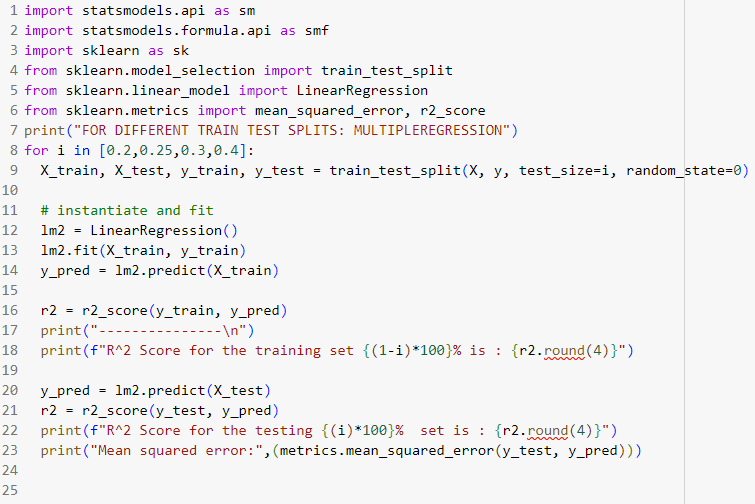 1 import statsmodels.api as sm
2 import statsmodels.formula.api as smf
3 import sklearn as sk
4 from sklearn.model_selection import train_test_split
5 from sklearn.linear_model import LinearRegression
6 from sklearn.metrics import mean_squared_error, r2_score
7 print("FOR DIFFERENT TRAIN TEST SPLITS: MULTIPLEREGRESSION")
8 for i in [0.2,0.25,0.3,0.4]:
9   X_train, X_test, y_train, y_test = train_test_split(X, y, test_size=i, random_state=0)
10
11   # instantiate and fit
12   lm2 = LinearRegression()
13   lm2.fit(X_train, y_train)
14   y_pred = lm2.predict(X_train)
15
16   r2 = r2_score(y_train, y_pred)
17   print("---------------\n")
18   print(f"R^2 Score for the training set {(1-i)*100}% is : {r2.round(4)}")
19
20   y_pred = lm2.predict(X_test)
21   r2 = r2_score(y_test, y_pred)
22   print(f"R^2 Score for the testing {(i)*100}%  set is : {r2.round(4)}")
23   print("Mean squared error:",(metrics.mean_squared_error(y_test, y_pred)))
24
25